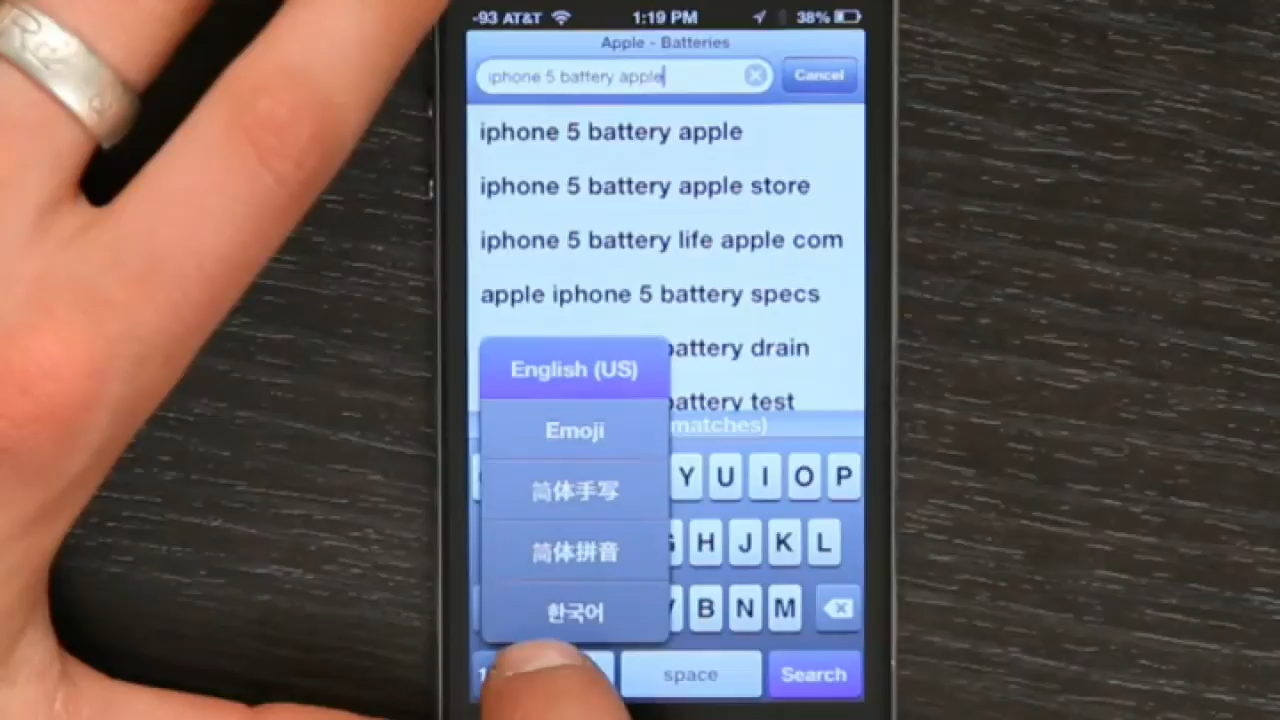 -93 AT&T 1:19 PM 38%
Apple - Batteries
iphone 5 battery apple Cancel
iphone 5 battery apple
iphone 5 battery apple store
iphone 5 battery life apple com
apple iphone 5 battery specs
battery drain
battery test
matches)
English (US)
Emoji
简体手写
简体拼音
한국어
Y U I O P
G H J K L
V B N M
space Search